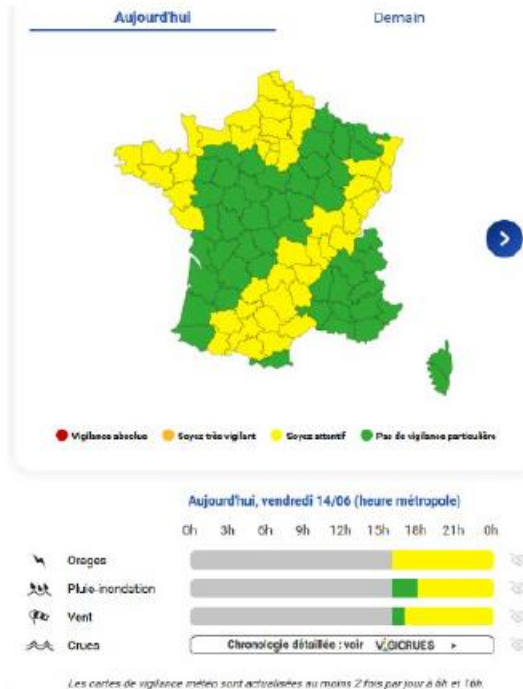 Aujourd'hui Demain
Vigilance absolue Soyez très vigilant Soyez attentif Pas de vigilance particulière
Aujourd'hui, vendredi 14/06 (heure métropole)
0h 3h 6h 9h 12h 15h 18h 21h 0h
Orages
Pluie-inondation
Vent
Crues Chronologie détaillée : voir VIGICRUES
Les cartes de vigilance météo sont actualisées au moins 2 fois par jour à 6h et 16h.